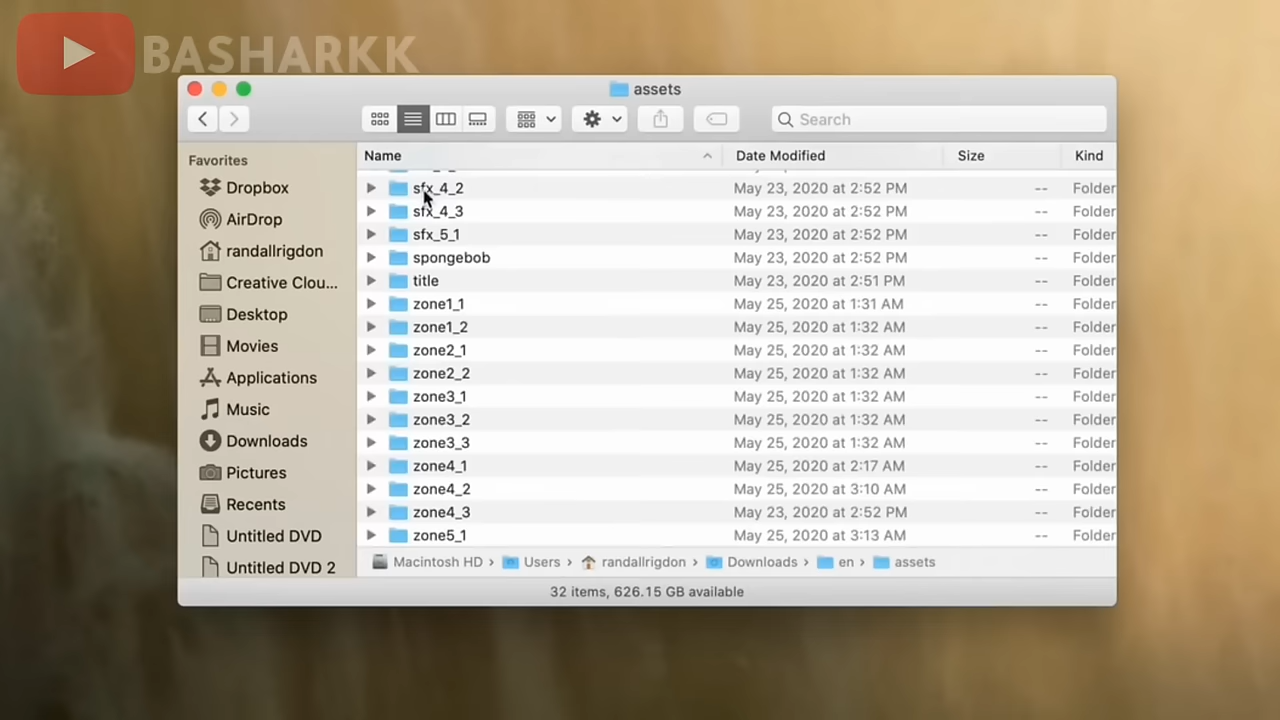 BASHARKK
assets
Search
Favorites
Dropbox
AirDrop
randallrigdon
Creative Clou...
Desktop
Movies
Applications
Music
Downloads
Pictures
Recents
Untitled DVD
Untitled DVD 2
Name Date Modified Size Kind
sfx_4_2 May 23, 2020 at 2:52 PM -- Folder
sfx_4_3 May 23, 2020 at 2:52 PM -- Folder
sfx_5_1 May 23, 2020 at 2:52 PM -- Folder
spongebob May 23, 2020 at 2:52 PM -- Folder
title May 23, 2020 at 2:51 PM -- Folder
zone1_1 May 25, 2020 at 1:31 AM -- Folder
zone1_2 May 25, 2020 at 1:32 AM -- Folder
zone2_1 May 25, 2020 at 1:32 AM -- Folder
zone2_2 May 25, 2020 at 1:32 AM -- Folder
zone3_1 May 25, 2020 at 1:32 AM -- Folder
zone3_2 May 25, 2020 at 1:32 AM -- Folder
zone3_3 May 25, 2020 at 1:32 AM -- Folder
zone4_1 May 25, 2020 at 2:17 AM -- Folder
zone4_2 May 25, 2020 at 3:10 AM -- Folder
zone4_3 May 23, 2020 at 2:52 PM -- Folder
zone5_1 May 25, 2020 at 3:13 AM -- Folder
Macintosh HD › Users › randallrigdon › Downloads › en › assets
32 items, 626.15 GB available